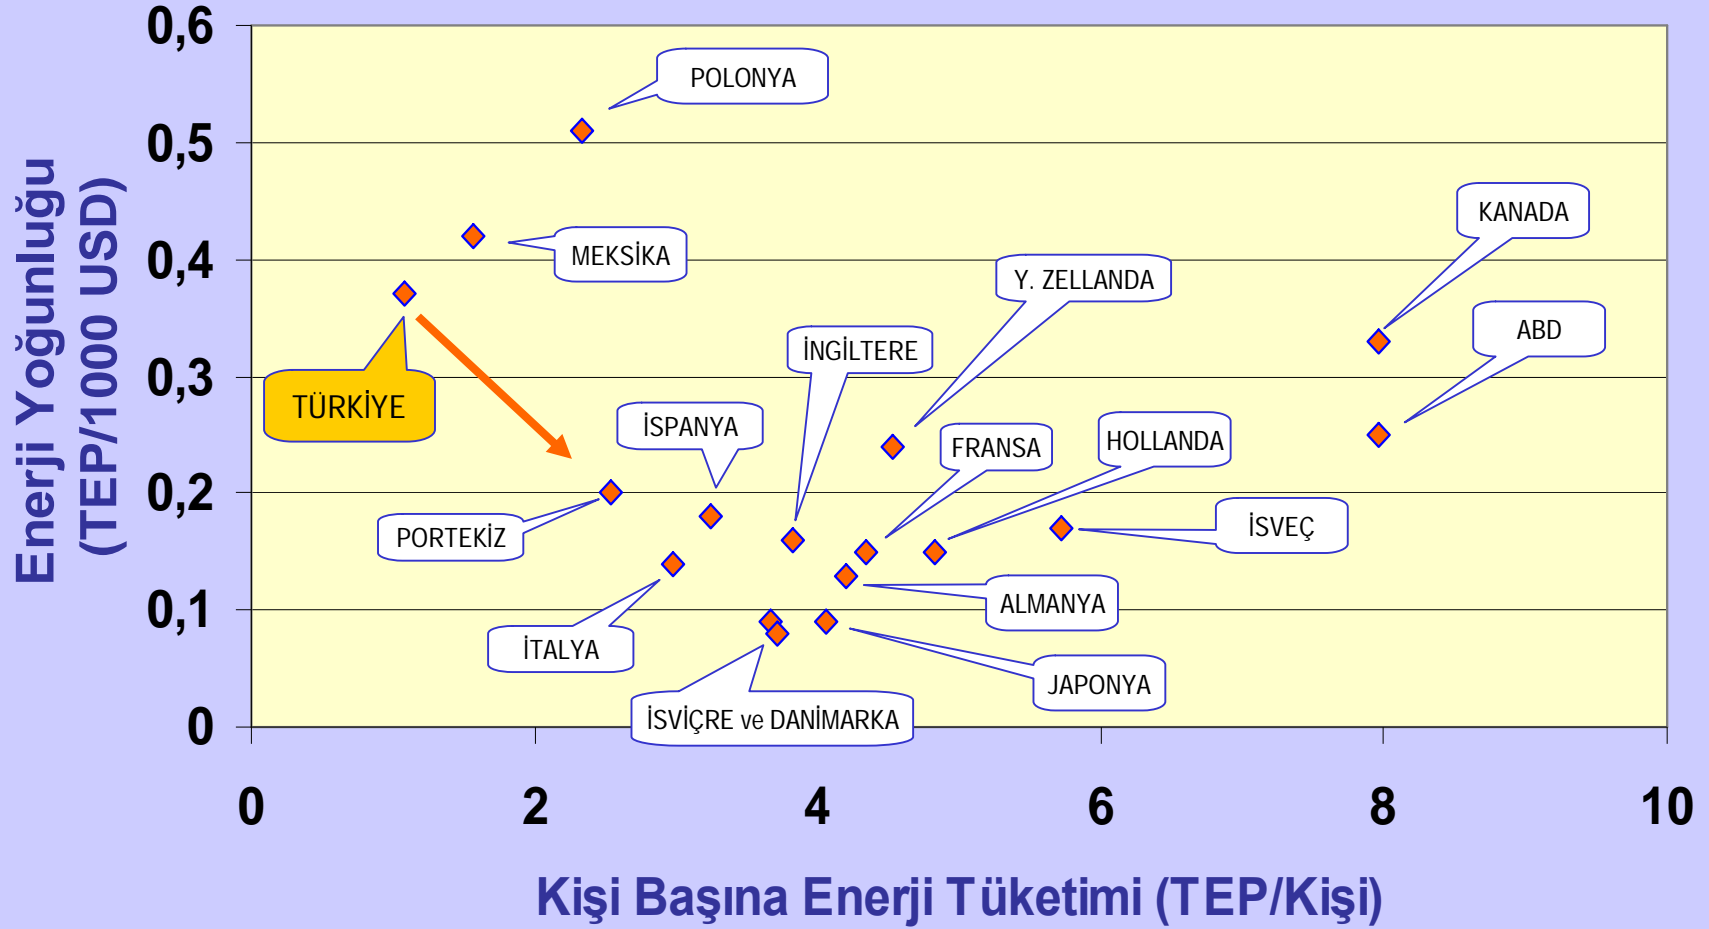 0,6
0,5
0,4
0,3
0,2
0,1
0
Enerji Yoğunluğu
(TEP/1000 USD)
POLONYA
MEKSİKA
TÜRKİYE
KANADA
Y. ZELLANDA
ABD
İNGİLTERE
İSPANYA
FRANSA
HOLLANDA
PORTEKİZ
İSVEÇ
ALMANYA
İTALYA
JAPONYA
İSVİÇRE ve DANİMARKA
0 2 4 6 8 10
Kişi Başına Enerji Tüketimi (TEP/Kişi)